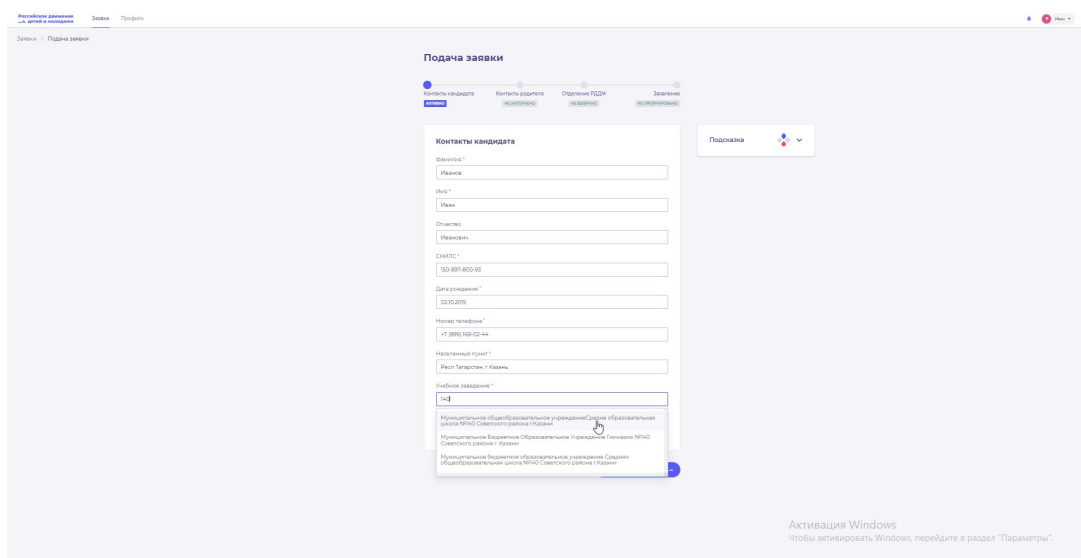 Российское движение
детей и молодежи
Заявки
Профиль
Иван
Заявки
Подача заявки
Подача заявки
Контакты кандидата
Контакты родителя
Отделение РДДМ
Заявление
АКТИВНО
НЕ ЗАПОЛНЕНО
НЕ ВЫБРАНО
НЕ СФОРМИРОВАНО
Контакты кандидата
Подсказка
Фамилия *
Иванов
Имя *
Иван
Отчество
Иванович
СНИЛС *
150-897-800-93
Дата рождения *
02.10.2015
Номер телефона *
+7 (999) 169-02-44
Населенный пункт *
Респ Татарстан, г Казань
Учебное заведение *
140
Муниципальное общеобразовательное учреждениеСредне образовательная
школа №140 Советского района г.Казани
Муниципальное Бюджетное Образовательное Учреждение Гимназия №140
Советского района г. Казани
Муниципальное бюджетное образовательное учреждение Средняя
общеобразовательная школа №140 Советского района г.Казани
Активация Windows
Чтобы активировать Windows, перейдите в раздел "Параметры".